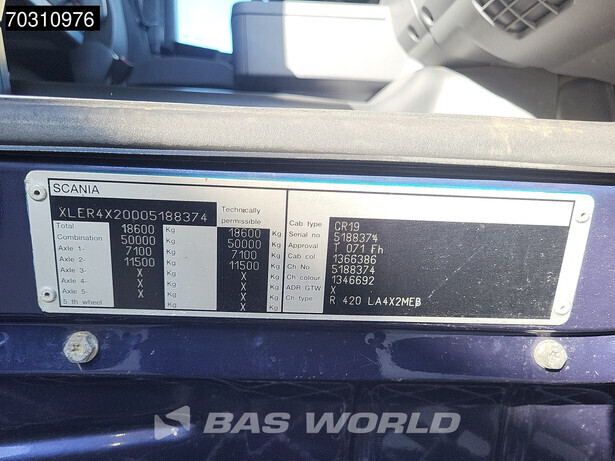 70310976
SCANIA
XLER4X20005188374 Technically permissible
Total 18600 Kg 18600 Kg
Combination 50000 Kg 50000 Kg
Axle 1- 7100 Kg 7100 Kg
Axle 2- 11500 Kg 11500 Kg
Axle 3- X Kg X Kg
Axle 4- X Kg X Kg
Axle 5- X Kg X Kg
5. th wheel X Kg X Kg
Cab type CR19
Serial no 5188374
Approval T 071 Fh
Cab col 1366386
Ch No 5188374
Ch colour 1346692
ADR GTW X
Ch type R 420 LA4X2MEB
BAS WORLD